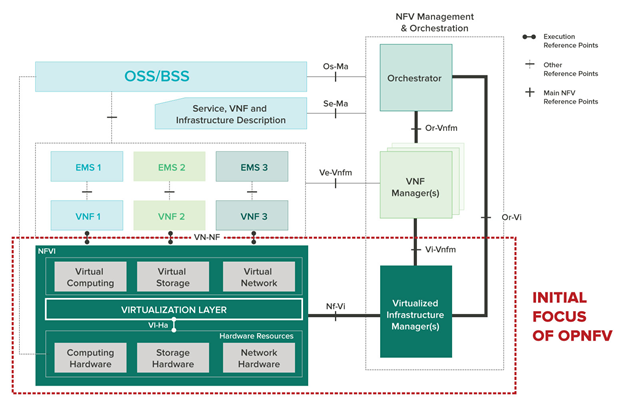 NFV Management
& Orchestration
Execution
Reference Points
Other
Reference Points
Main NFV
Reference Points
OSS/BSS
Os-Ma
Orchestrator
Service, VNF and
Infrastructure Description
Se-Ma
Or-Vnfm
EMS 1
EMS 2
EMS 3
Ve-Vnfm
VNF
Manager(s)
VNF 1
VNF 2
VNF 3
Or-Vi
VN-NF
Vi-Vnfm
NFVI
Virtual
Computing
Virtual
Storage
Virtual
Network
VIRTUALIZATION LAYER
Nf-Vi
Virtualized
Infrastructure
Manager(s)
VI-Ha
Hardware Resources
Computing
Hardware
Storage
Hardware
Network
Hardware
INITIAL
FOCUS
OF OPNFV